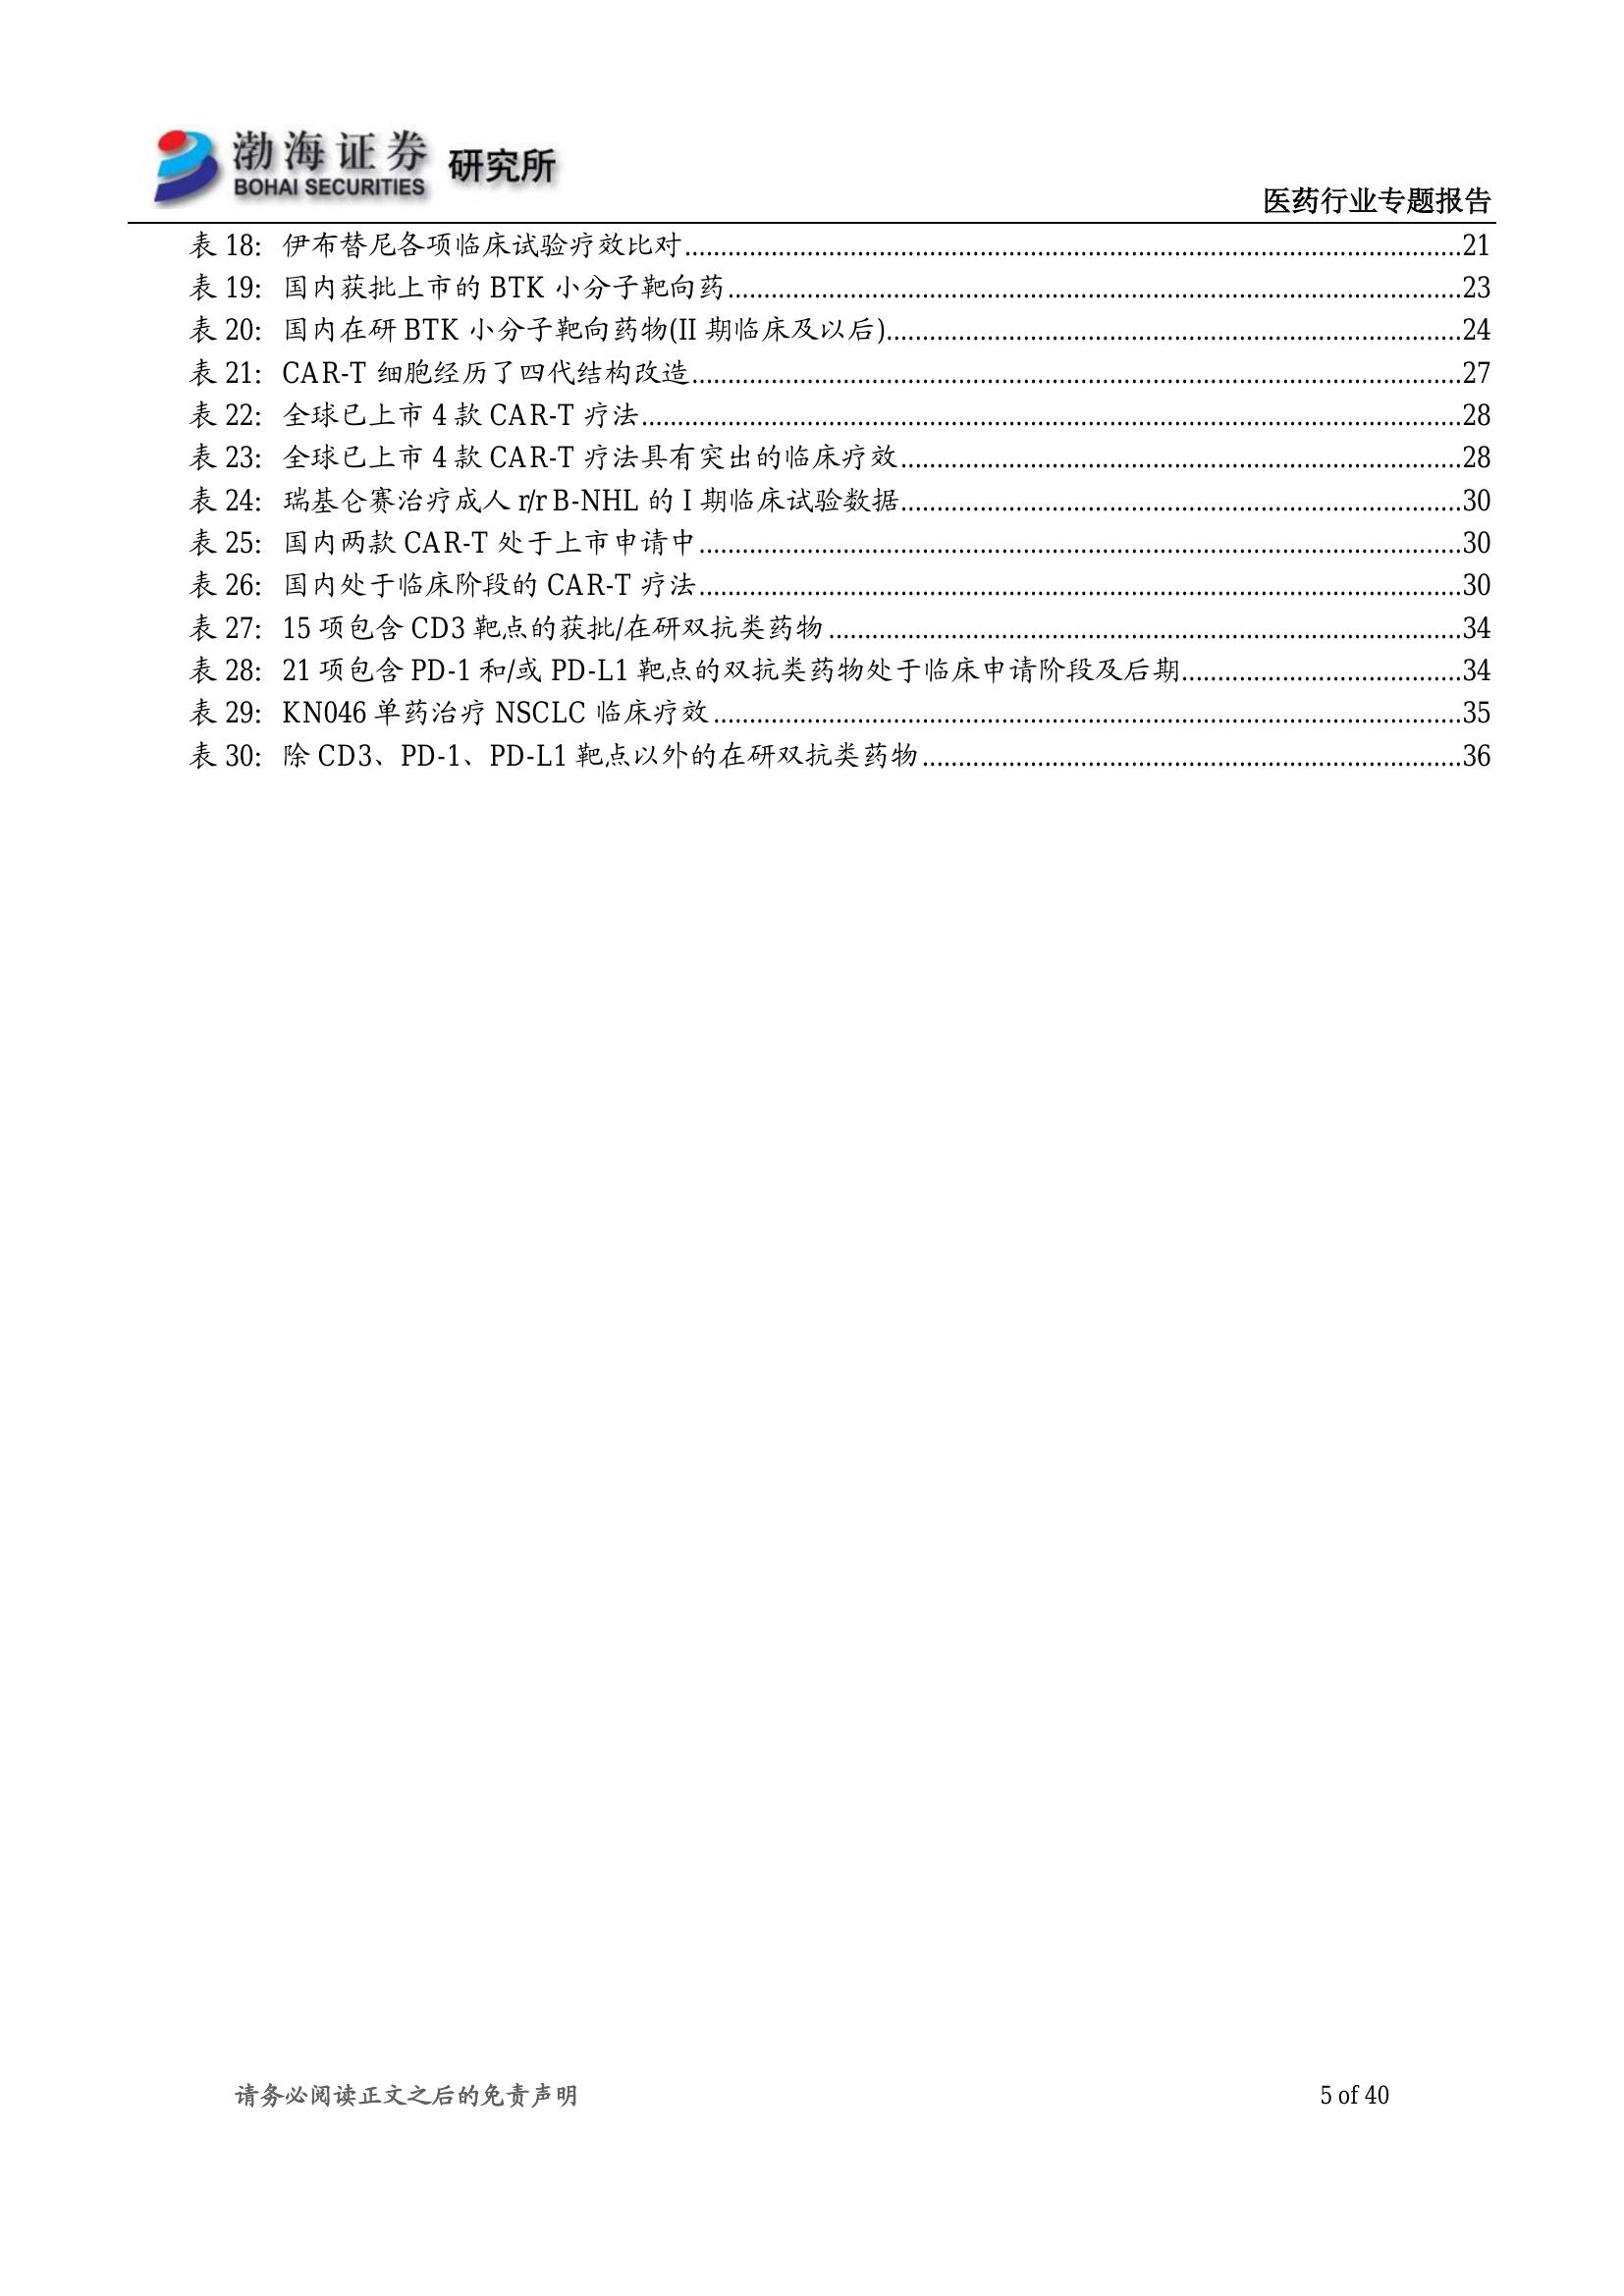 渤海证券 研究所
BOHAI SECURITIES
医药行业专题报告
表 18: 伊布替尼各项临床试验疗效比对........................................21
表 19: 国内获批上市的 BTK 小分子靶向药........................................23
表 20: 国内在研 BTK 小分子靶向药物(II 期临床及以后)........................................24
表 21: CAR-T 细胞经历了四代结构改造........................................27
表 22: 全球已上市 4 款 CAR-T 疗法........................................28
表 23: 全球已上市 4 款 CAR-T 疗法具有突出的临床疗效........................................28
表 24: 瑞基仑赛治疗成人 r/r B-NHL 的 I 期临床试验数据........................................30
表 25: 国内两款 CAR-T 处于上市申请中........................................30
表 26: 国内处于临床阶段的 CAR-T 疗法........................................30
表 27: 15 项包含 CD3 靶点的获批/在研双抗类药物........................................34
表 28: 21 项包含 PD-1 和/或 PD-L1 靶点的双抗类药物处于临床申请阶段及后期........................................34
表 29: KN046 单药治疗 NSCLC 临床疗效........................................35
表 30: 除 CD3、PD-1、PD-L1 靶点以外的在研双抗类药物........................................36
请务必阅读正文之后的免责声明
5 of 40